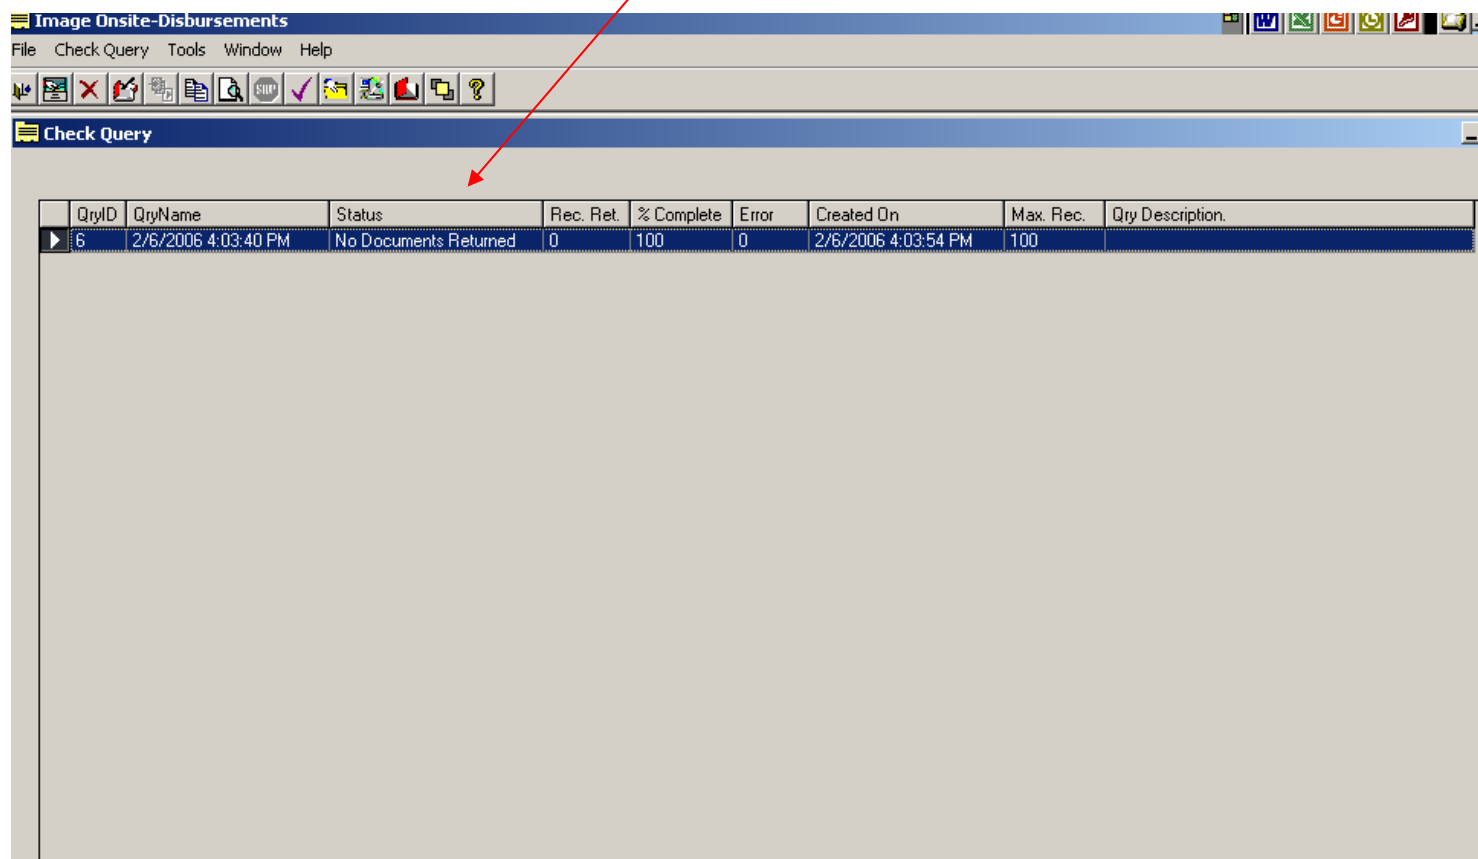 Image Onsite-Disbursements
File Check Query Tools Window Help
STOP
Check Query
QryID QryName Status Rec. Ret. % Complete Error Created On Max. Rec. Qry Description.
6 2/6/2006 4:03:40 PM No Documents Returned 0 100 0 2/6/2006 4:03:54 PM 100